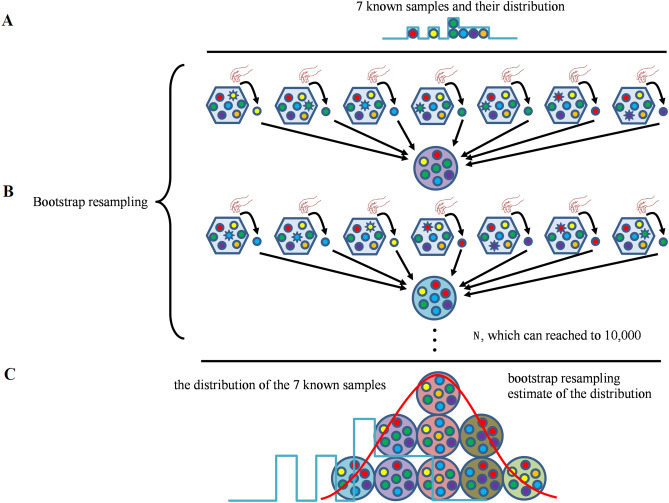 A
7 known samples and their distribution
B
Bootstrap resampling
N, which can reached to 10,000
C
the distribution of the 7 known samples
bootstrap resampling
estimate of the distribution